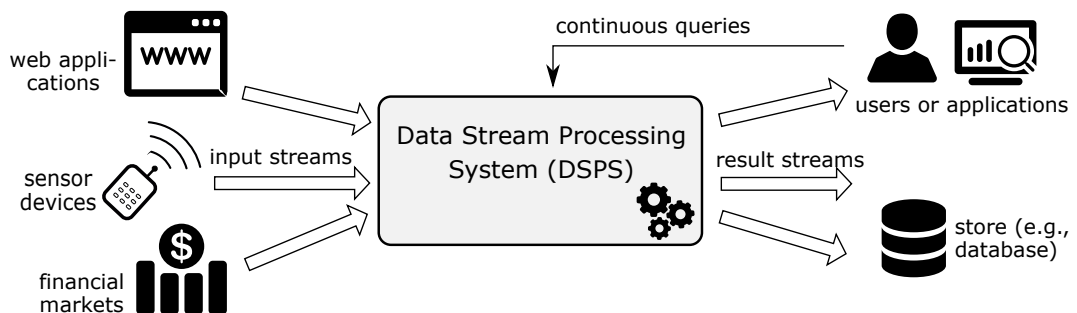 web appli-
cations
WWW
sensor
devices
financial
markets
$
input streams
continuous queries
Data Stream Processing
System (DSPS)
result streams
users or applications
store (e.g.,
database)